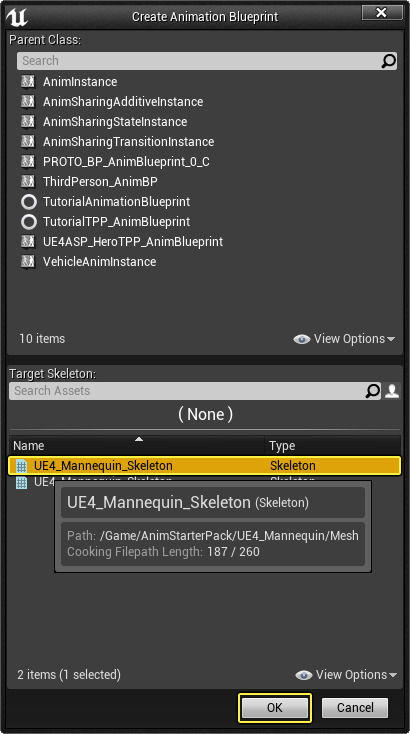 Create Animation Blueprint
Parent Class:
Search
AnimInstance
AnimSharingAdditiveInstance
AnimSharingStateInstance
AnimSharingTransitionInstance
PROTO_BP_AnimBlueprint_0_C
ThirdPerson_AnimBP
TutorialAnimationBlueprint
TutorialTPP_AnimBlueprint
UE4ASP_HeroTPP_AnimBlueprint
VehicleAnimInstance
10 items View Options
Target Skeleton:
Search Assets
( None )
Name Type
UE4_Mannequin_Skeleton Skeleton
UE4_Mannequin_Skeleton Skeleton
UE4_Mannequin_Skeleton (Skeleton)
Path: /Game/AnimStarterPack/UE4_Mannequin/Mesh
Cooking Filepath Length: 187 / 260
2 items (1 selected) View Options
OK Cancel